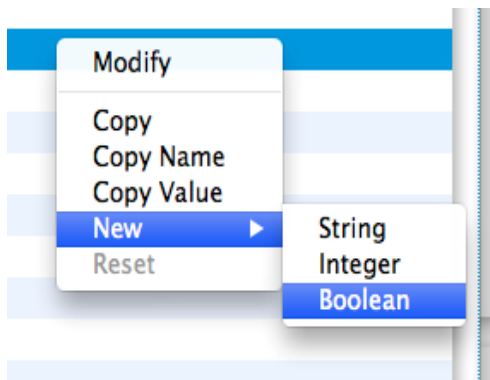 Modify
Copy
Copy Name
Copy Value
New
Reset
String
Integer
Boolean